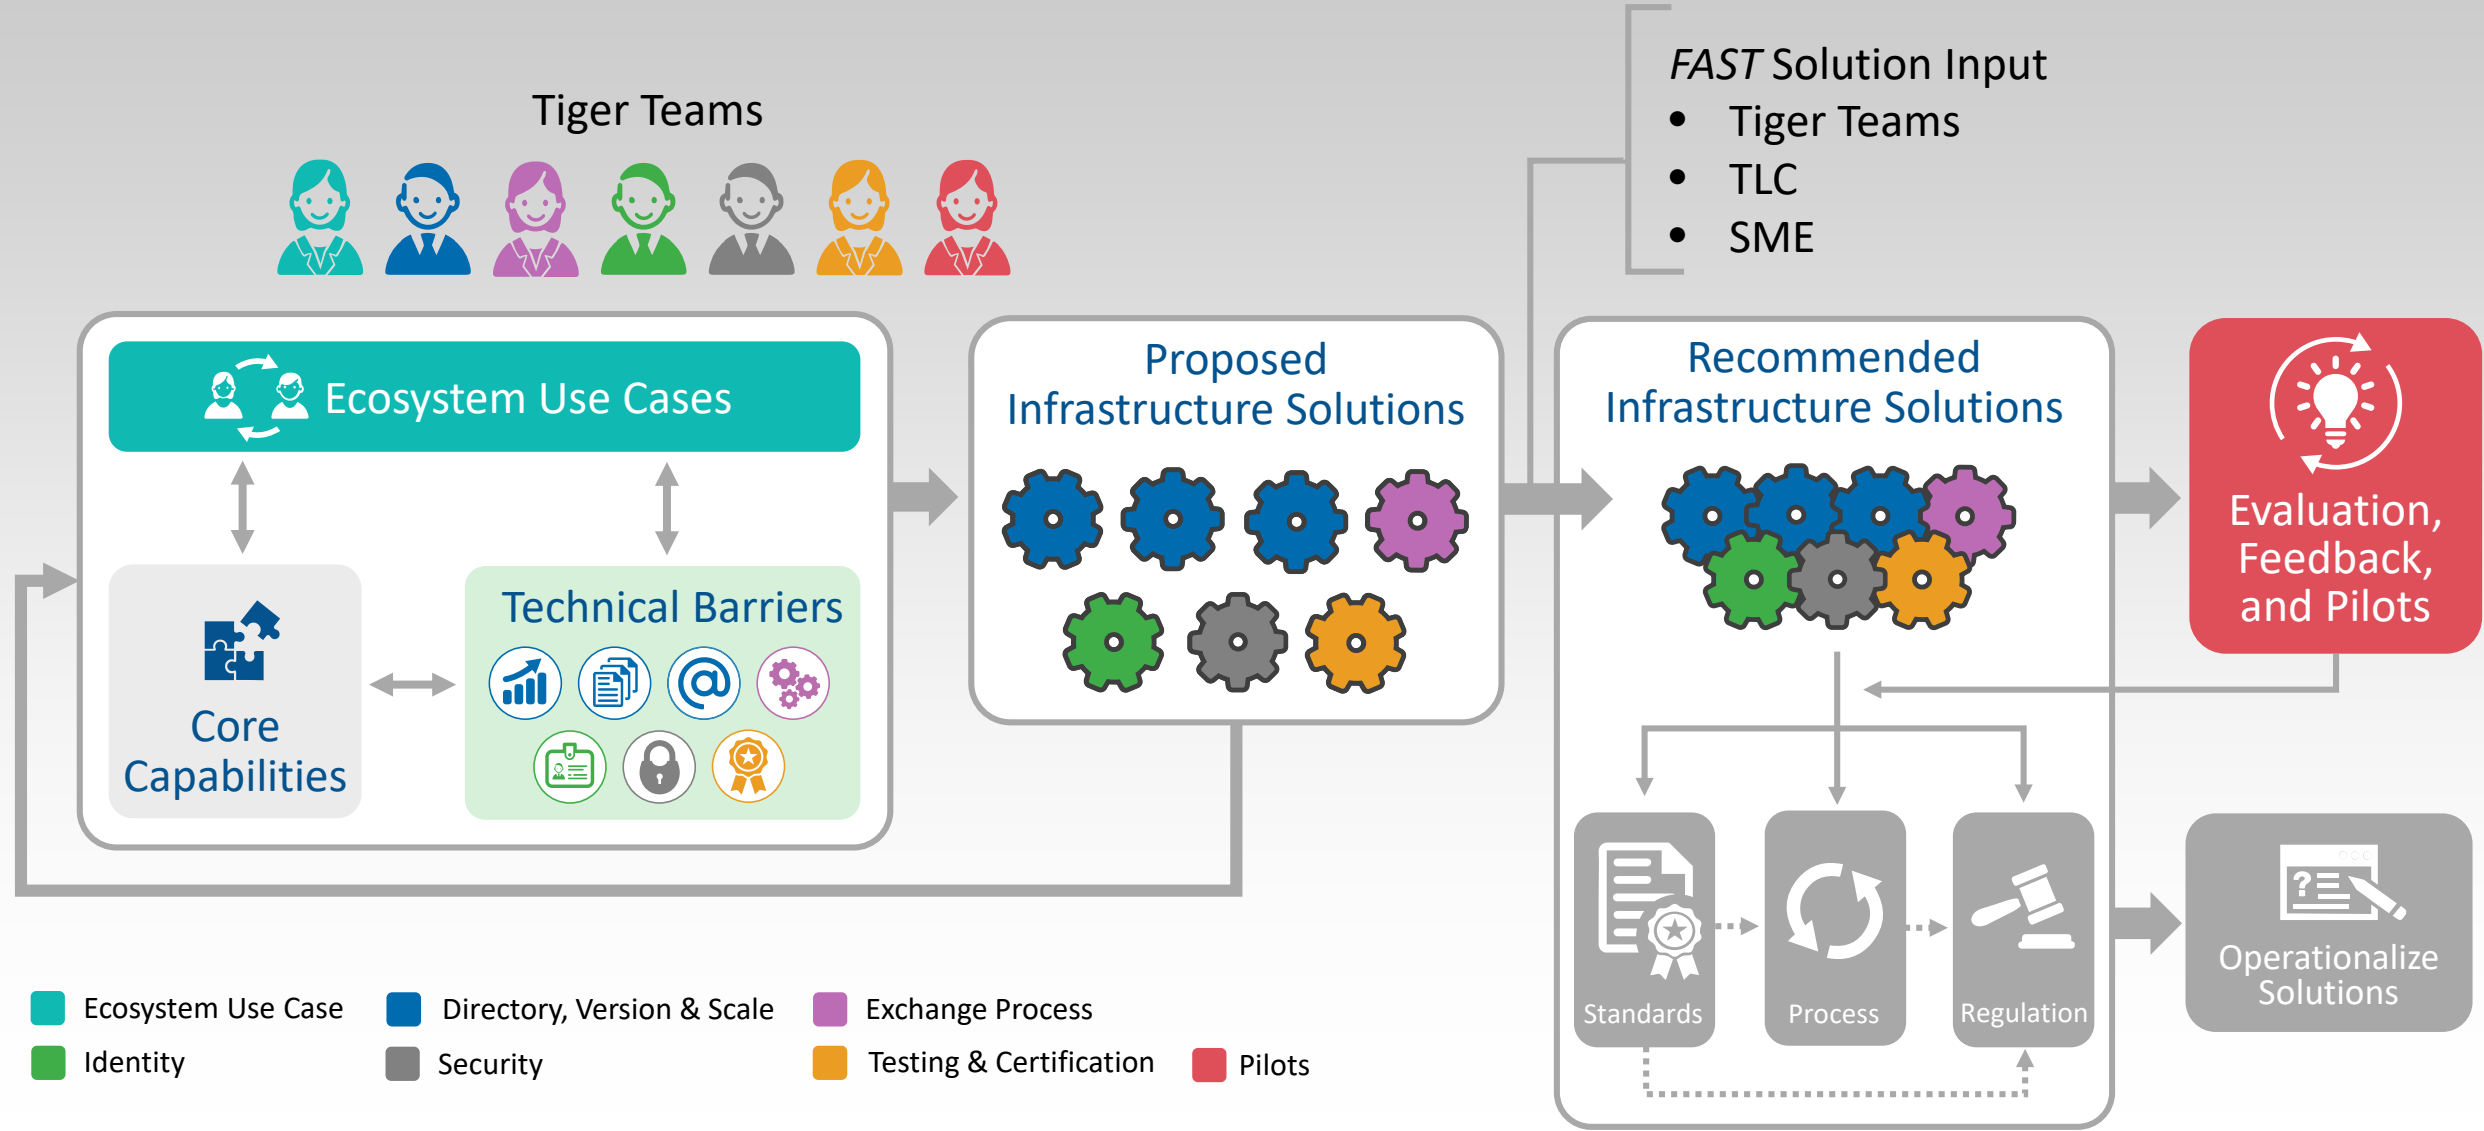 Tiger Teams
FAST Solution Input
• Tiger Teams
• TLC
• SME
Ecosystem Use Cases
Core
Capabilities
Technical Barriers
Proposed
Infrastructure Solutions
Recommended
Infrastructure Solutions
Standards
Process
Regulation
Evaluation,
Feedback,
and Pilots
Operationalize
Solutions
Ecosystem Use Case
Directory, Version & Scale
Exchange Process
Identity
Security
Testing & Certification
Pilots